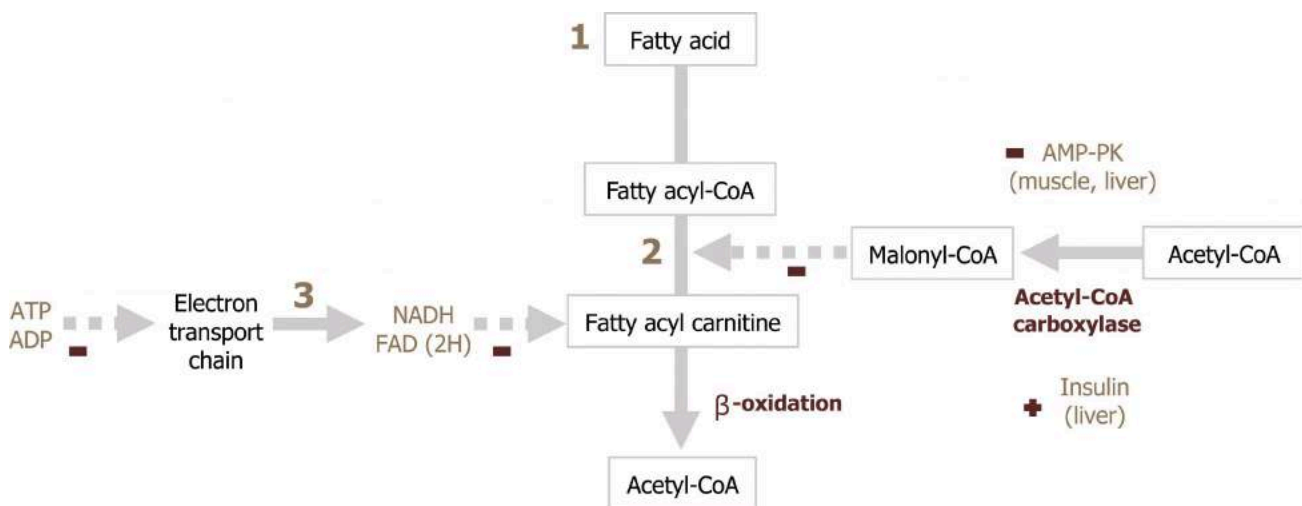 1
Fatty acid
AMP-PK
(muscle, liver)
Fatty acyl-CoA
2
Malonyl-CoA
Acetyl-CoA
Acetyl-CoA
carboxylase
ATP
ADP
Electron
transport
chain
3
NADH
FAD (2H)
Fatty acyl carnitine
β-oxidation
Insulin
(liver)
Acetyl-CoA